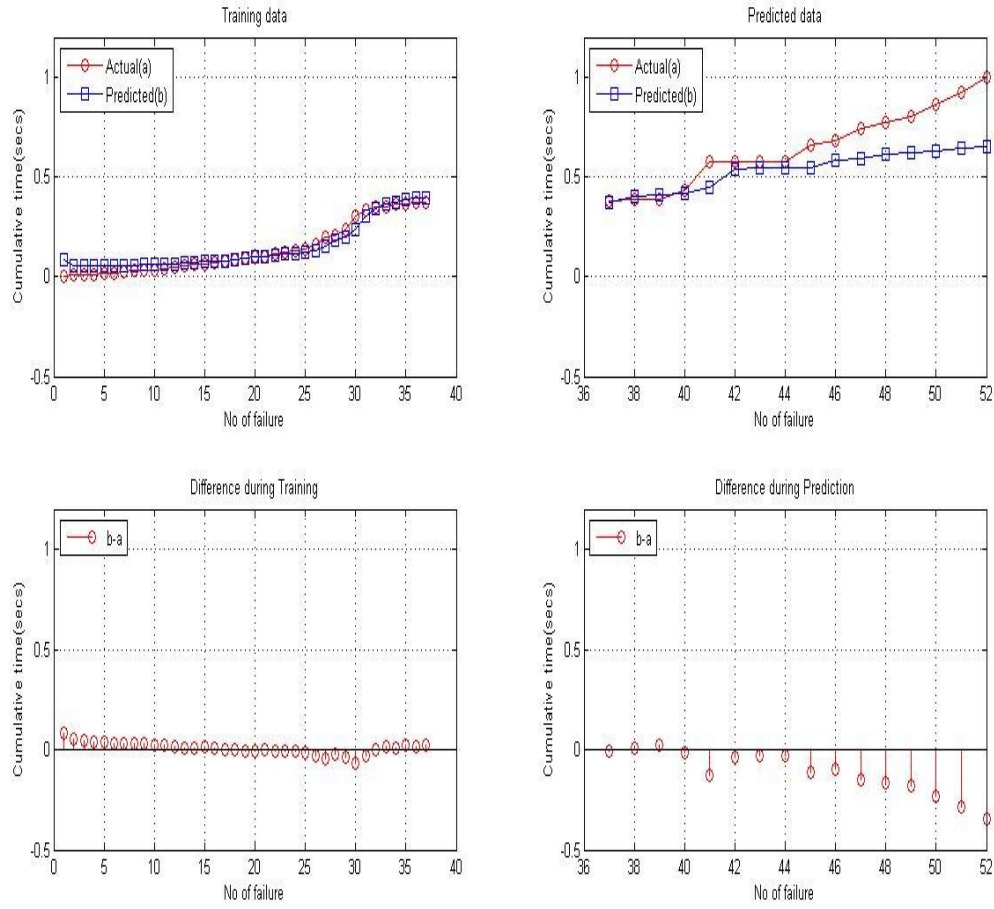 Training data
Actual(a)
Predicted(b)
Cumulative time(secs)
1
0.5
0
-0.5
0 5 10 15 20 25 30 35 40
No of failure
Predicted data
Actual(a)
Predicted(b)
Cumulative time(secs)
1
0.5
0
-0.5
36 38 40 42 44 46 48 50 52
No of failure
Difference during Training
b-a
Cumulative time(secs)
1
0.5
0
-0.5
0 5 10 15 20 25 30 35 40
No of failure
Difference during Prediction
b-a
Cumulative time(secs)
1
0.5
0
-0.5
36 38 40 42 44 46 48 50 52
No of failure